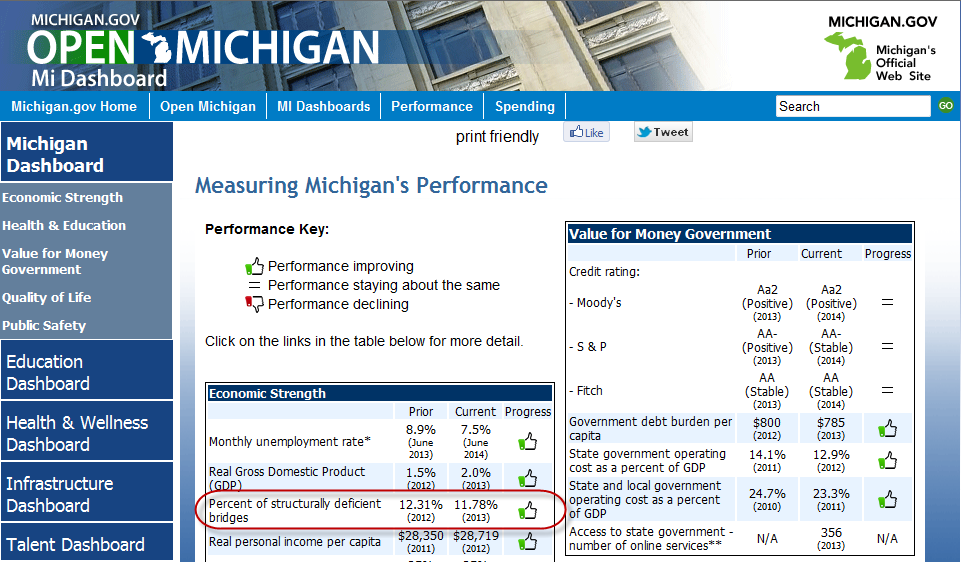 MICHIGAN.GOV
OPEN MICHIGAN
Mi Dashboard
MICHIGAN.GOV
Michigan's
Official
Web Site
Michigan.gov Home
Open Michigan
MI Dashboards
Performance
Spending
Search
GO
Michigan
Dashboard
Economic Strength
Health & Education
Value for Money
Government
Quality of Life
Public Safety
Education
Dashboard
Health & Wellness
Dashboard
Infrastructure
Dashboard
Talent Dashboard
print friendly
Like
Tweet
Measuring Michigan's Performance
Performance Key:
Performance improving
= Performance staying about the same
Performance declining
Click on the links in the table below for more detail.
Economic Strength
Prior Current Progress
Monthly unemployment rate* 8.9% (June 2013) 7.5% (June 2014)
Real Gross Domestic Product (GDP) 1.5% (2012) 2.0% (2013)
Percent of structurally deficient bridges 12.31% (2012) 11.78% (2013)
Real personal income per capita $28,350 (2011) $28,719 (2012)
Value for Money Government
Prior Current Progress
Credit rating:
- Moody's Aa2 (Positive) (2013) Aa2 (Positive) (2014) =
- S & P AA- (Positive) (2013) AA- (Stable) (2014) =
- Fitch AA (Stable) (2013) AA (Stable) (2014) =
Government debt burden per capita $800 (2012) $785 (2013)
State government operating cost as a percent of GDP 14.1% (2011) 12.9% (2012)
State and local government operating cost as a percent of GDP 24.7% (2010) 23.3% (2011)
Access to state government - number of online services** N/A 356 (2013) N/A